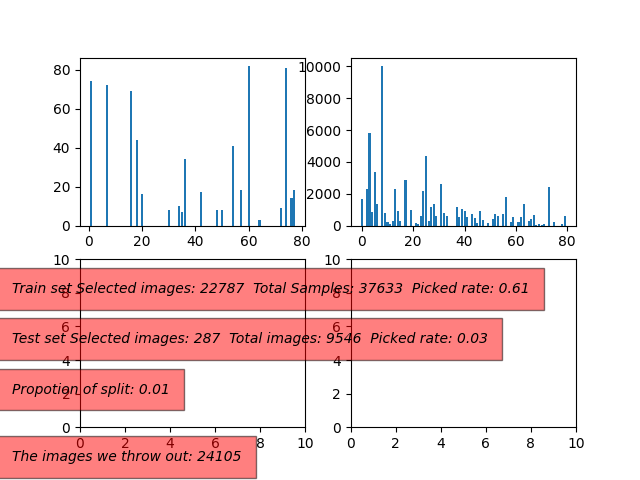 80
60
40
20
0
0 20 40 60 80
10000
8000
6000
4000
2000
0
0 20 40 60 80
10
8
6
4
2
0
0 2 4 6 8 10
10
8
6
4
2
0
0 2 4 6 8 10
Train set Selected images: 22787  Total Samples: 37633  Picked rate: 0.61
Test set Selected images: 287  Total images: 9546  Picked rate: 0.03
Propotion of split: 0.01
The images we throw out: 24105